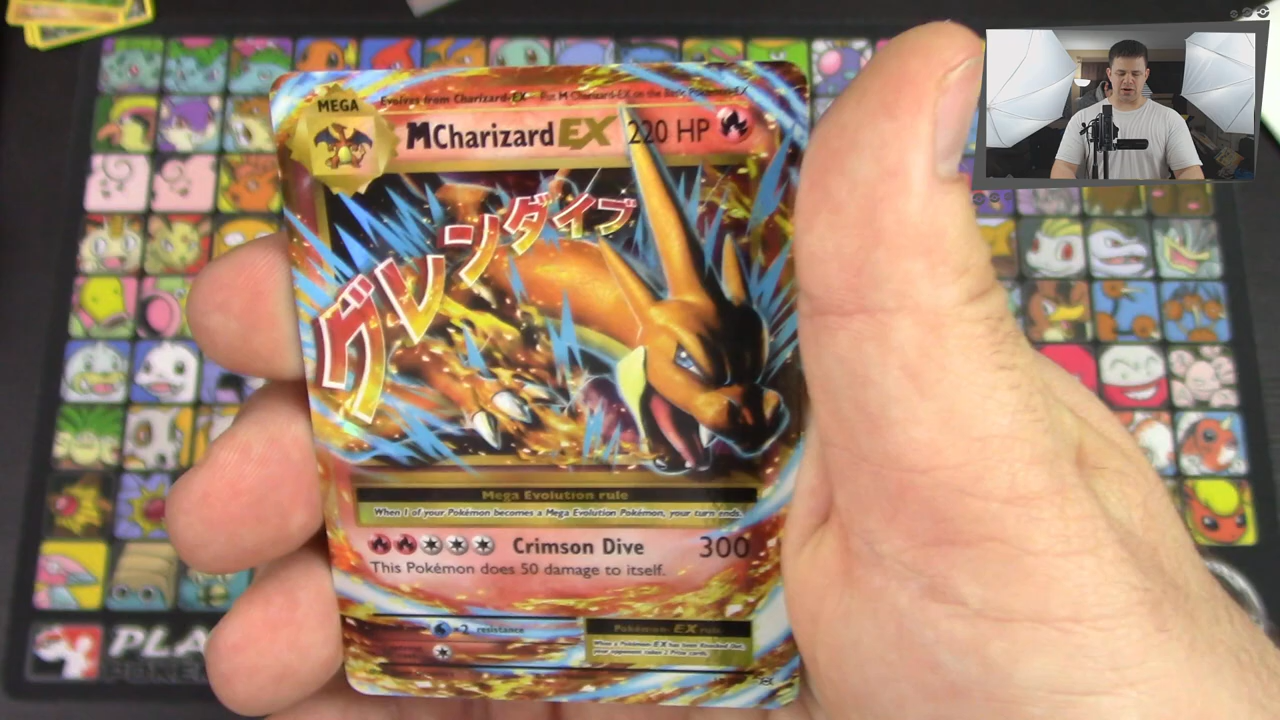 MEGA
Evolves from Charizard-EX Put M Charizard-EX on the Basic Pokémon-EX
M Charizard EX 220 HP
グレンダイブ
Mega Evolution rule
When 1 of your Pokémon becomes a Mega Evolution Pokémon, your turn ends.
Crimson Dive 300
This Pokémon does 50 damage to itself.
×2 resistance
Pokémon-EX rule
When a Pokémon-EX has been Knocked Out, your opponent takes 2 Prize cards.
PLA